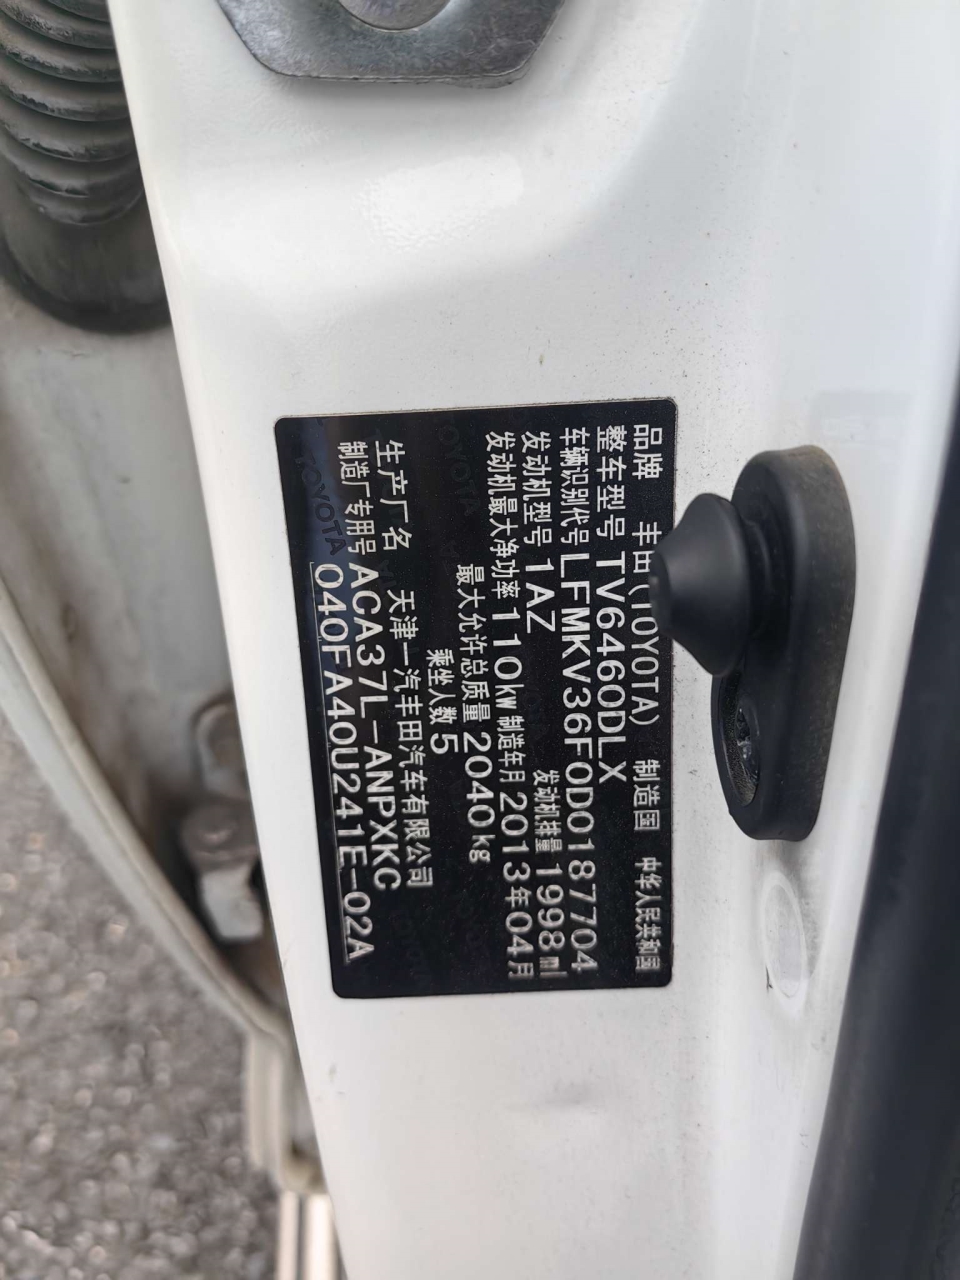 品牌 丰田(TOYOTA) 制造国 中华人民共和国
整车型号 TV6460DLX
车辆识别代号 LFMKV36F0D0187704
发动机型号 1AZ 发动机排量 1998ml
发动机最大净功率 110kW 制造年月 2013年04月
最大允许总质量 2040kg
乘坐人数 5
生产厂名 天津一汽丰田汽车有限公司
制造厂专用号 ACA37L-ANPXKC
040FA40U241E-02A
TOYOTA
TOYOTA
TOYOTA